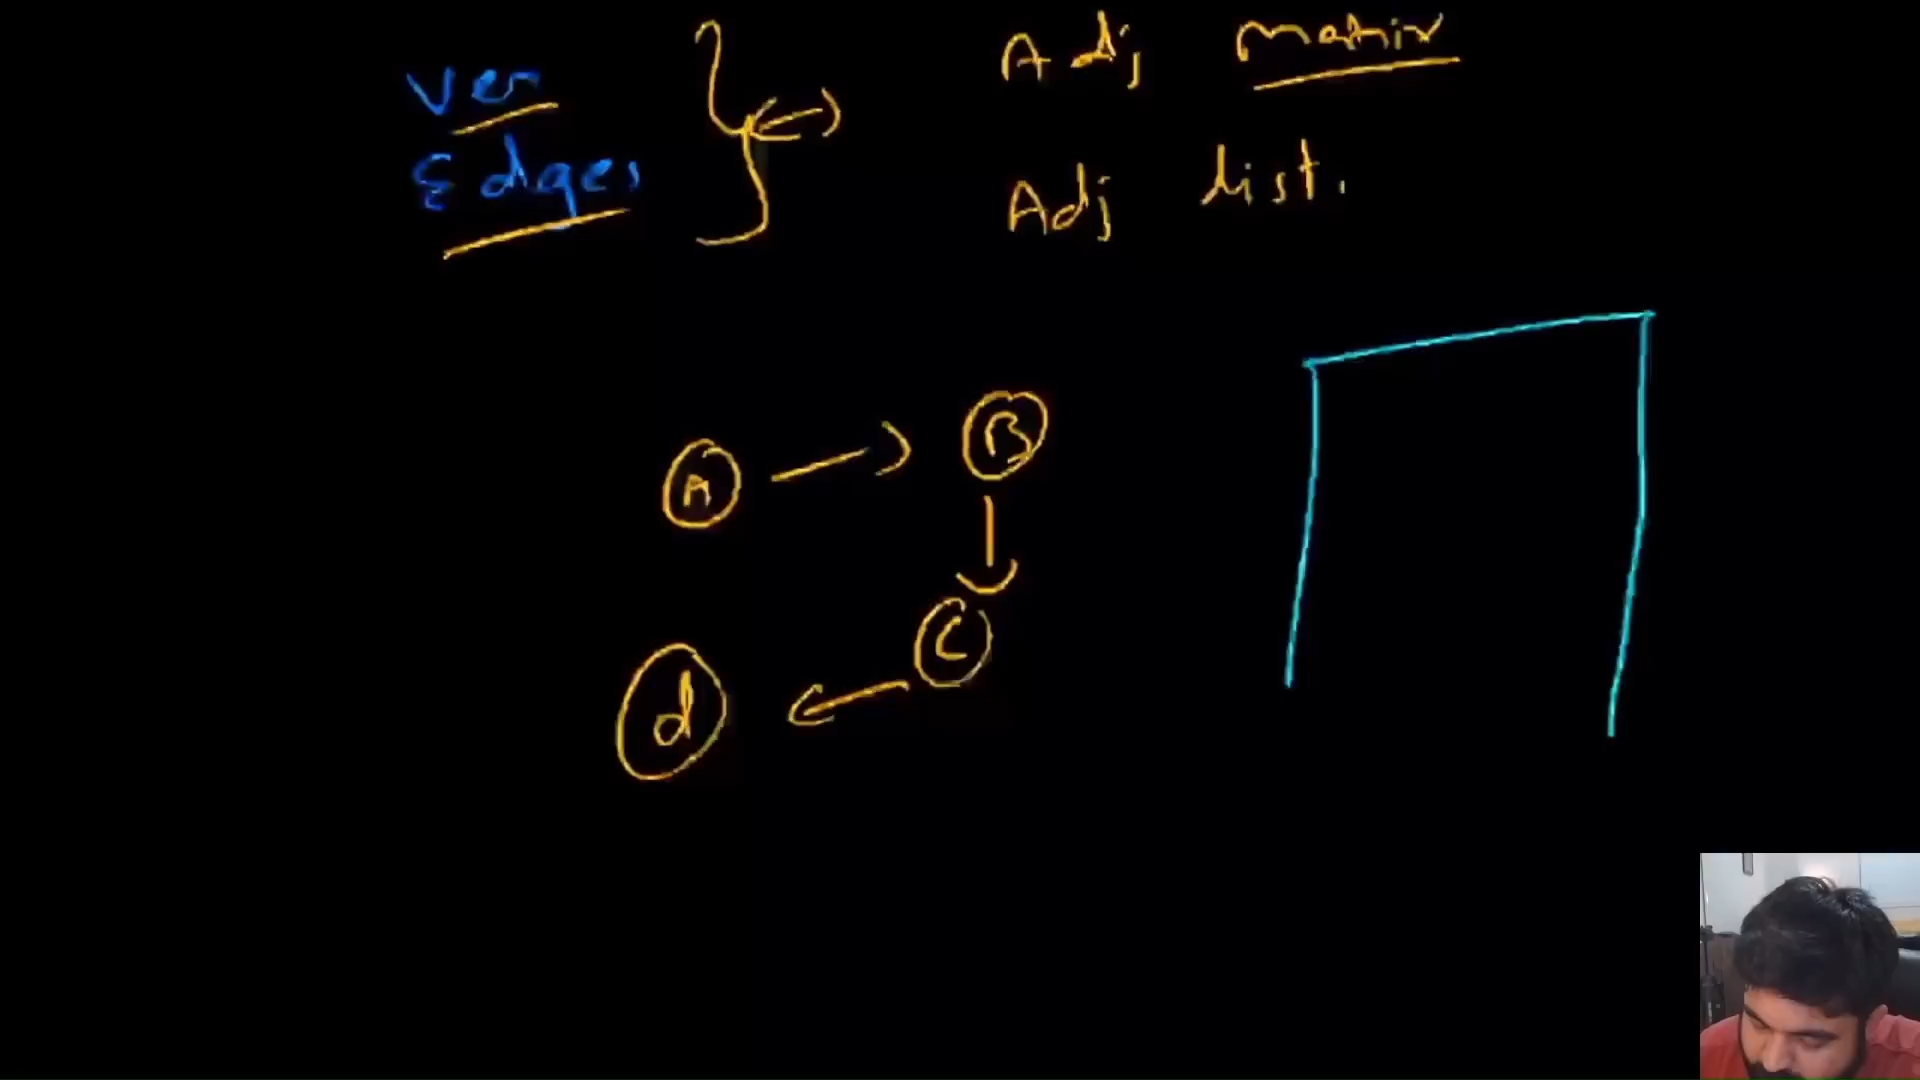 Ver
Edges
Adj matrix
Adj list.
A
B
C
d